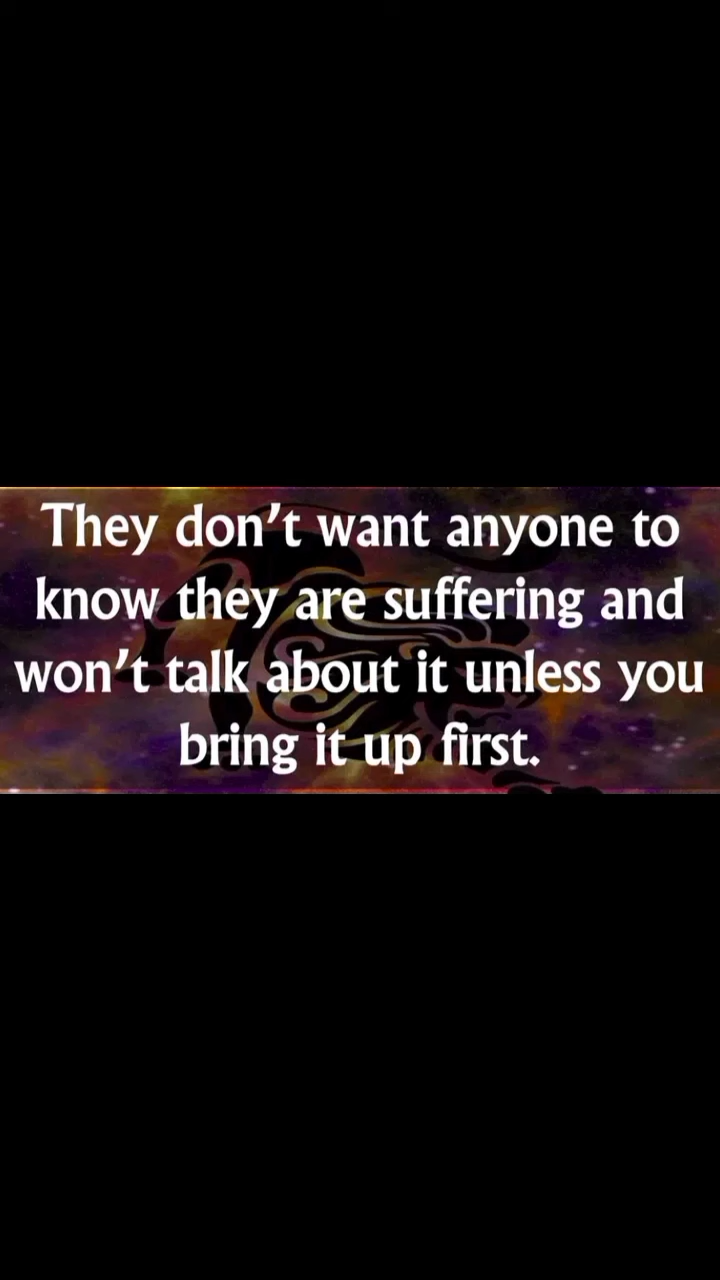 They don’t want anyone to
know they are suffering and
won’t talk about it unless you
bring it up first.